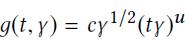 g(t, γ) = cγ^{1/2}(tγ)^u